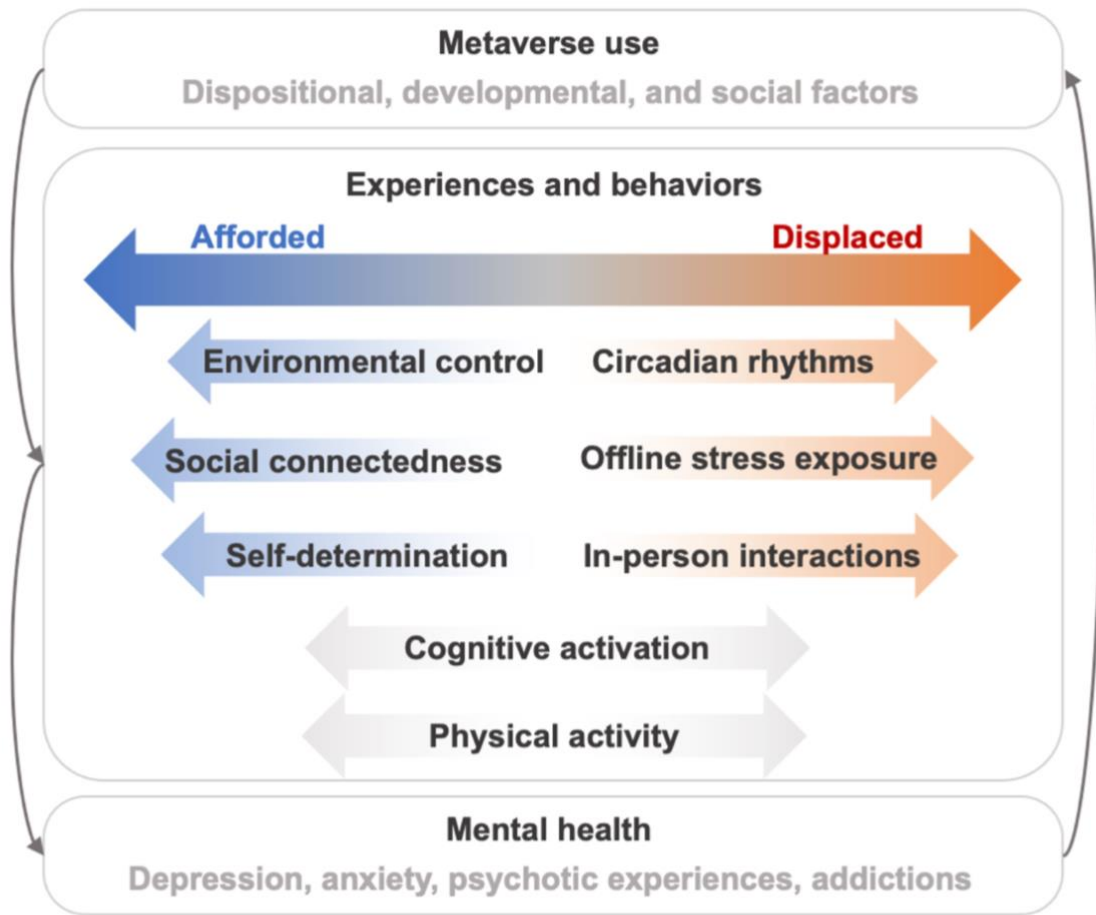 Metaverse use
Dispositional, developmental, and social factors
Experiences and behaviors
Afforded
Displaced
Environmental control
Circadian rhythms
Social connectedness
Offline stress exposure
Self-determination
In-person interactions
Cognitive activation
Physical activity
Mental health
Depression, anxiety, psychotic experiences, addictions